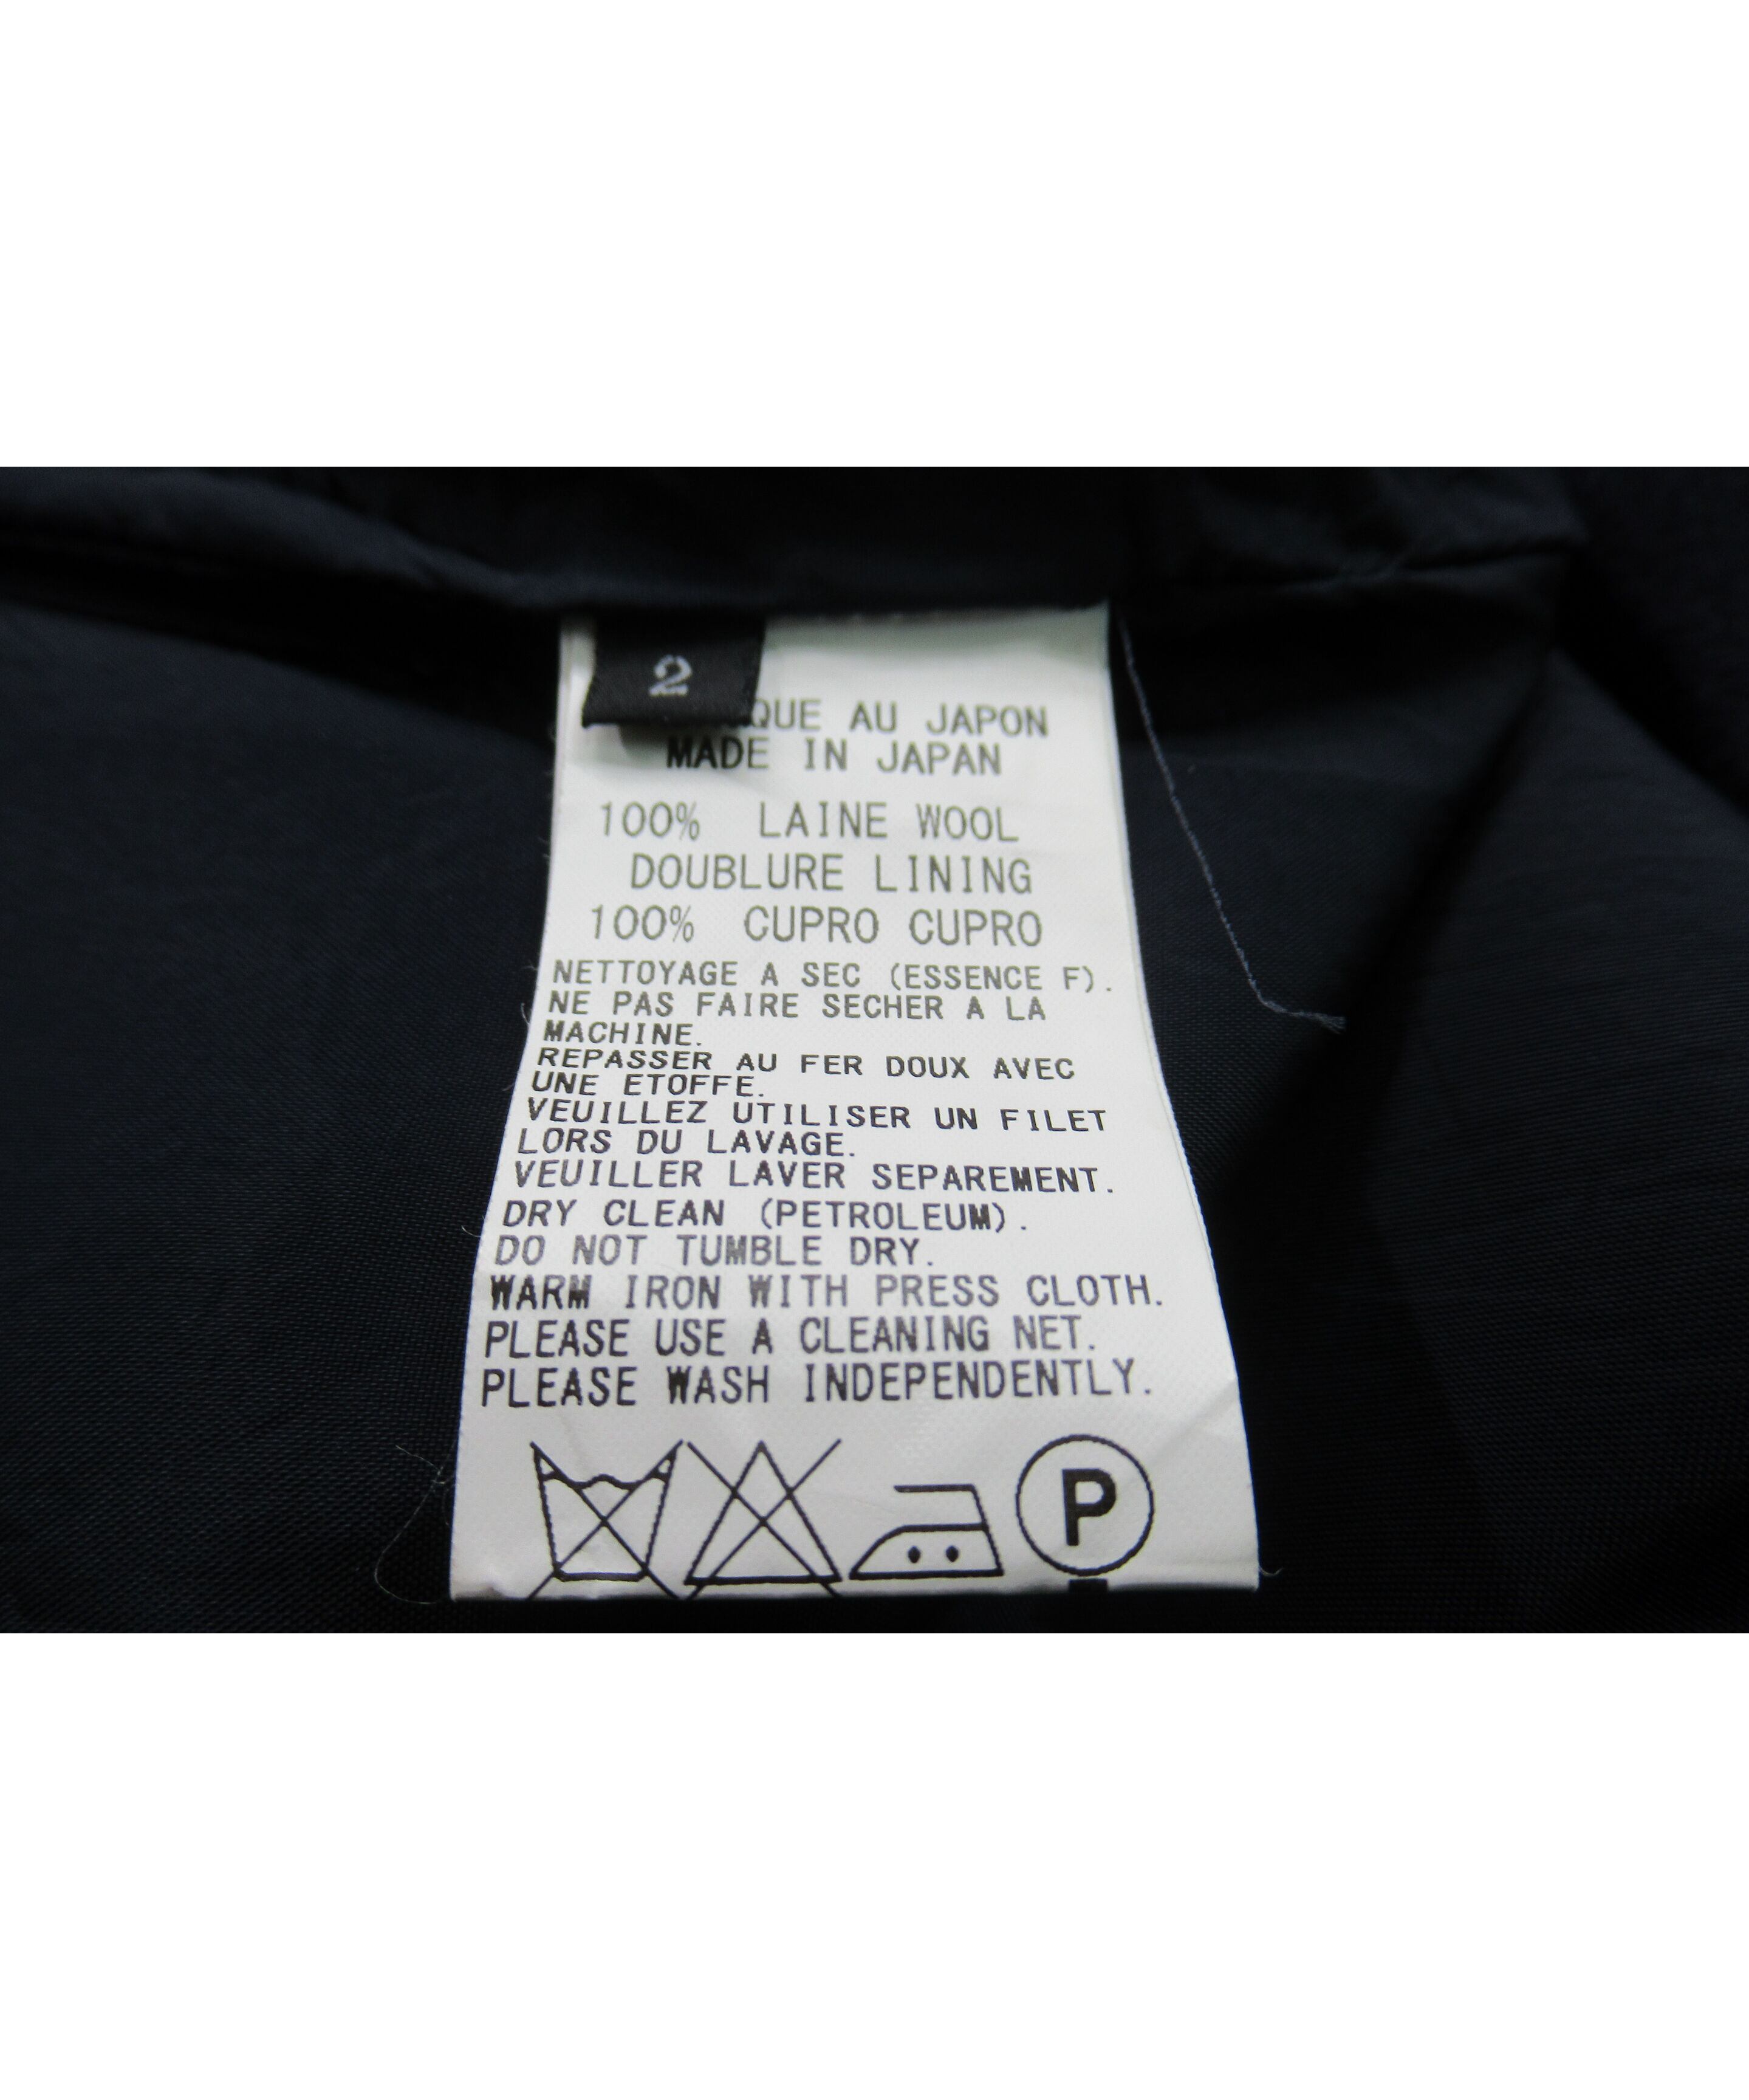 2
QUE AU JAPON
MADE IN JAPAN
100% LAINE WOOL
DOUBLURE LINING
100% CUPRO CUPRO
NETTOYAGE A SEC (ESSENCE F).
NE PAS FAIRE SECHER A LA
MACHINE.
REPASSER AU FER DOUX AVEC
UNE ETOFFE.
VEUILLEZ UTILISER UN FILET
LORS DU LAVAGE.
VEUILLER LAVER SEPAREMENT.
DRY CLEAN (PETROLEUM).
DO NOT TUMBLE DRY.
WARM IRON WITH PRESS CLOTH.
PLEASE USE A CLEANING NET.
PLEASE WASH INDEPENDENTLY.
P